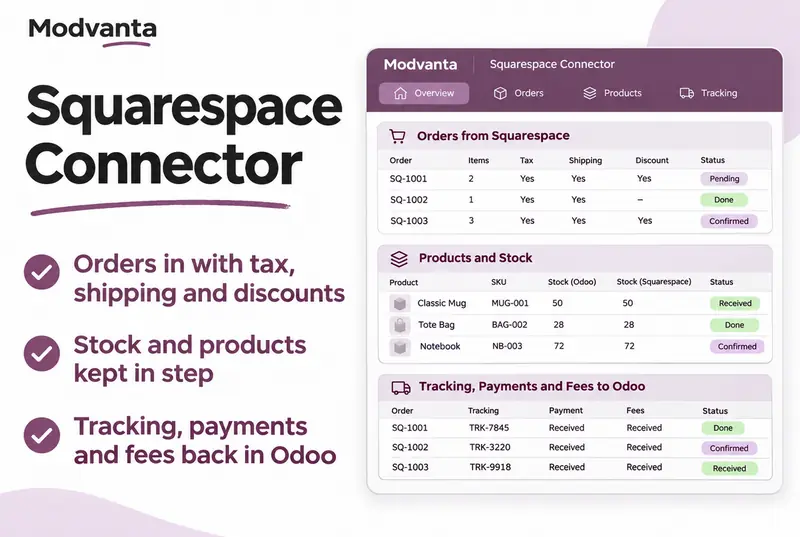 Modvanta
Squarespace
Connector
Orders in with tax,
shipping and discounts
Stock and products
kept in step
Tracking, payments
and fees back in Odoo
Modvanta Squarespace Connector
Overview Orders Products Tracking
Orders from Squarespace
Order Items Tax Shipping Discount Status
SQ-1001 2 Yes Yes Yes Pending
SQ-1002 1 Yes Yes – Done
SQ-1003 3 Yes Yes Yes Confirmed
Products and Stock
Product SKU Stock (Odoo) Stock (Squarespace) Status
Classic Mug MUG-001 50 50 Received
Tote Bag BAG-002 28 28 Done
Notebook NB-003 72 72 Confirmed
Tracking, Payments and Fees to Odoo
Order Tracking Payment Fees Status
SQ-1001 TRK-7845 Received Received Done
SQ-1002 TRK-3220 Received Received Confirmed
SQ-1003 TRK-9918 Received Received Received